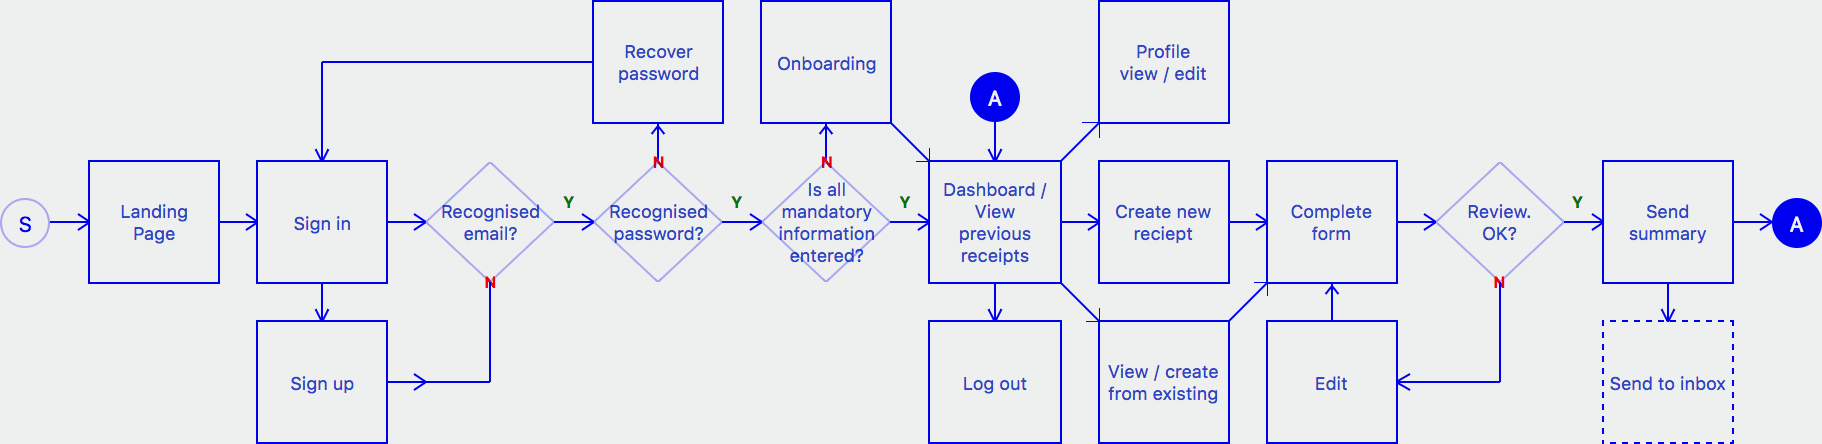 Recover
password
Onboarding
Profile
view / edit
A
S
Landing
Page
Sign in
Recognised
email?
Y
N
Recognised
password?
Y
N
Is all
mandatory
information
entered?
Y
N
Dashboard /
View
previous
receipts
Create new
reciept
Complete
form
Review.
OK?
Y
N
Send
summary
A
Sign up
Log out
View / create
from existing
Edit
Send to inbox